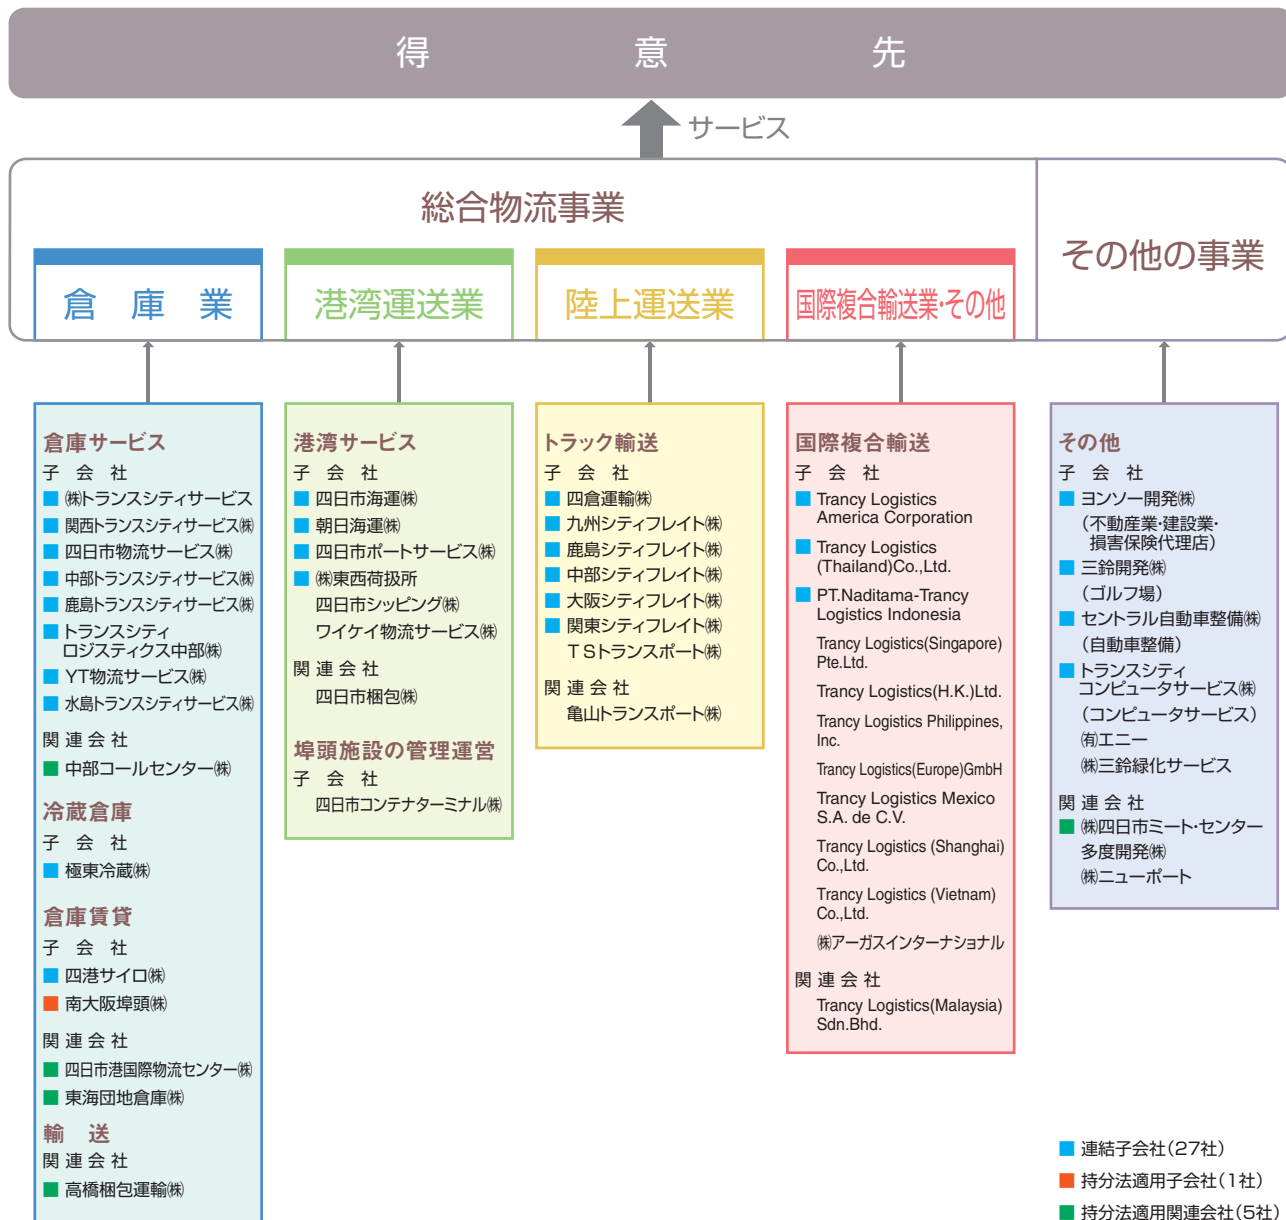 得意先
サービス
総合物流事業
その他の事業
倉庫業
港湾運送業
陸上運送業
国際複合輸送業・その他
倉庫サービス
子会社
㈱トランスシティサービス
関西トランスシティサービス㈱
四日市物流サービス㈱
中部トランスシティサービス㈱
鹿島トランスシティサービス㈱
トランスシティ
ロジスティクス中部㈱
YT物流サービス㈱
水島トランスシティサービス㈱
関連会社
中部コールセンター㈱
冷蔵倉庫
子会社
極東冷蔵㈱
倉庫賃貸
子会社
四港サイロ㈱
南大阪埠頭㈱
関連会社
四日市港国際物流センター㈱
東海団地倉庫㈱
輸送
関連会社
高橋梱包運輸㈱
港湾サービス
子会社
四日市海運㈱
朝日海運㈱
四日市ポートサービス㈱
㈱東西荷扱所
四日市シッピング㈱
ワイケイ物流サービス㈱
関連会社
四日市梱包㈱
埠頭施設の管理運営
子会社
四日市コンテナターミナル㈱
トラック輸送
子会社
四倉運輸㈱
九州シティフレイト㈱
鹿島シティフレイト㈱
中部シティフレイト㈱
大阪シティフレイト㈱
関東シティフレイト㈱
TSトランスポート㈱
関連会社
亀山トランスポート㈱
国際複合輸送
子会社
Trancy Logistics
America Corporation
Trancy Logistics
(Thailand)Co.,Ltd.
PT.Naditama-Trancy
Logistics Indonesia
Trancy Logistics(Singapore)
Pte.Ltd.
Trancy Logistics(H.K.)Ltd.
Trancy Logistics Philippines,
Inc.
Trancy Logistics(Europe)GmbH
Trancy Logistics Mexico
S.A. de C.V.
Trancy Logistics (Shanghai)
Co.,Ltd.
Trancy Logistics (Vietnam)
Co.,Ltd.
㈱アーガスインターナショナル
関連会社
Trancy Logistics(Malaysia)
Sdn.Bhd.
その他
子会社
ヨンソー開発㈱
(不動産業・建設業・
損害保険代理店)
三鈴開発㈱
(ゴルフ場)
セントラル自動車整備㈱
(自動車整備)
トランスシティ
コンピュータサービス㈱
(コンピュータサービス)
㈲エニー
㈱三鈴緑化サービス
関連会社
㈱四日市ミート・センター
多度開発㈱
㈱ニューポート
連結子会社(27社)
持分法適用子会社(1社)
持分法適用関連会社(5社)